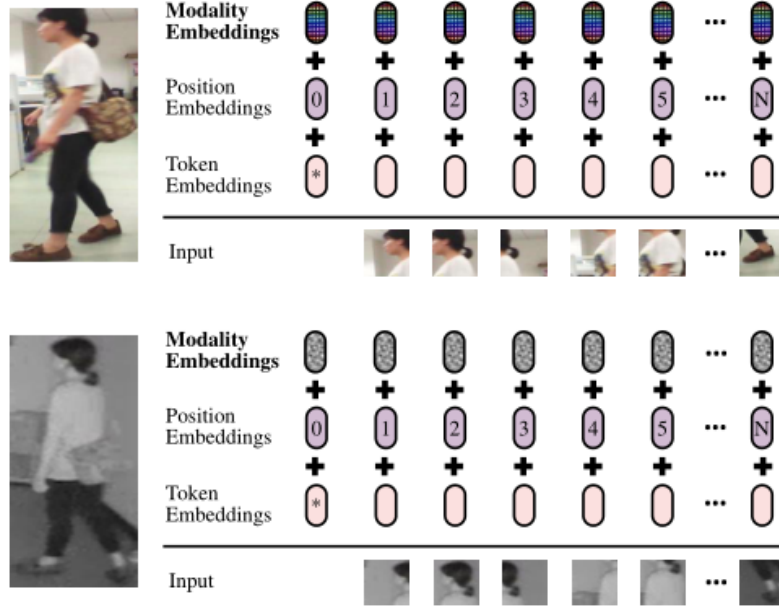 Modality
Embeddings
Position
Embeddings
0 1 2 3 4 5 ... N
Token
Embeddings
*
...
Input
...
Modality
Embeddings
...
Position
Embeddings
0 1 2 3 4 5 ... N
Token
Embeddings
*
...
Input
...